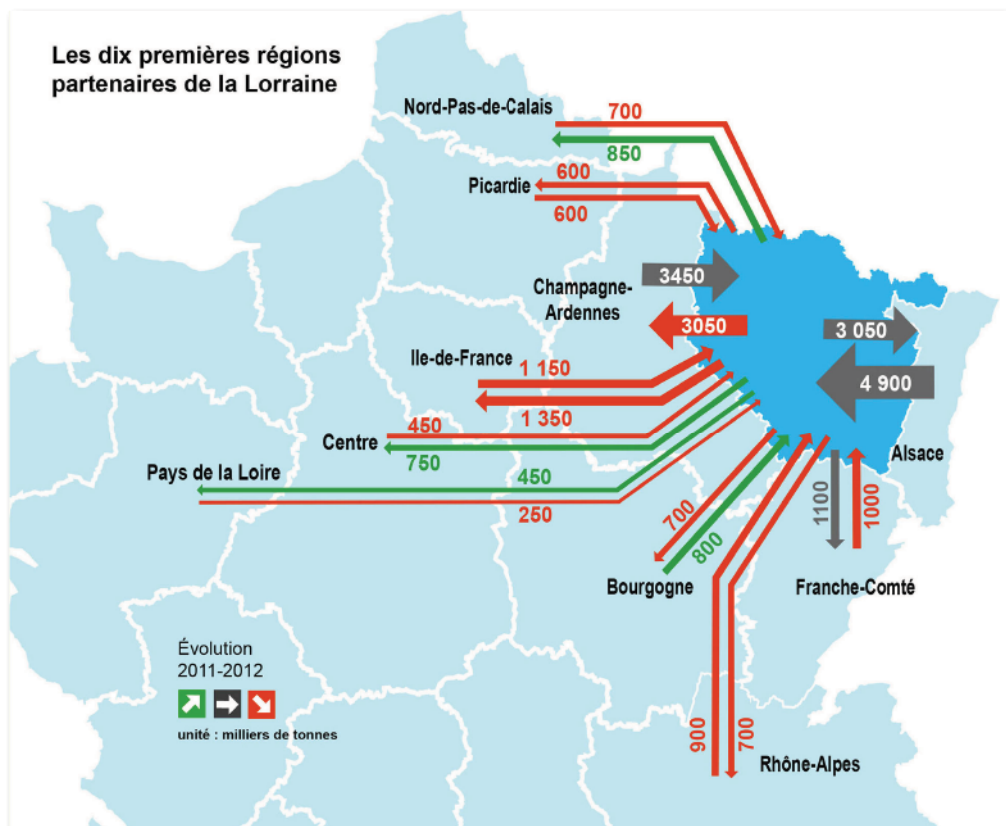 Les dix premières régions
partenaires de la Lorraine
Nord-Pas-de-Calais
700
850
Picardie
600
600
Champagne-
Ardennes
3450
3050
3 050
4 900
Alsace
Ile-de-France
1 150
1 350
Centre
450
750
Pays de la Loire
450
250
700
800
Bourgogne
1100
1000
Franche-Comté
900
700
Rhône-Alpes
Évolution
2011-2012
unité : milliers de tonnes